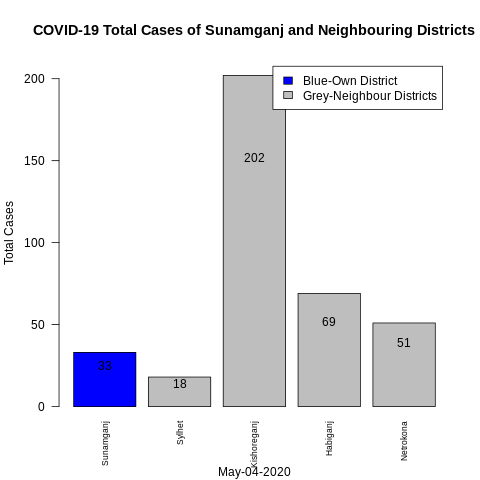 COVID-19 Total Cases of Sunamganj and Neighbouring Districts
Blue-Own District
Grey-Neighbour Districts
Total Cases
200
150
100
50
0
33
18
202
69
51
Sunamganj
Sylhet
Kishoreganj
Habiganj
Netrokona
May-04-2020